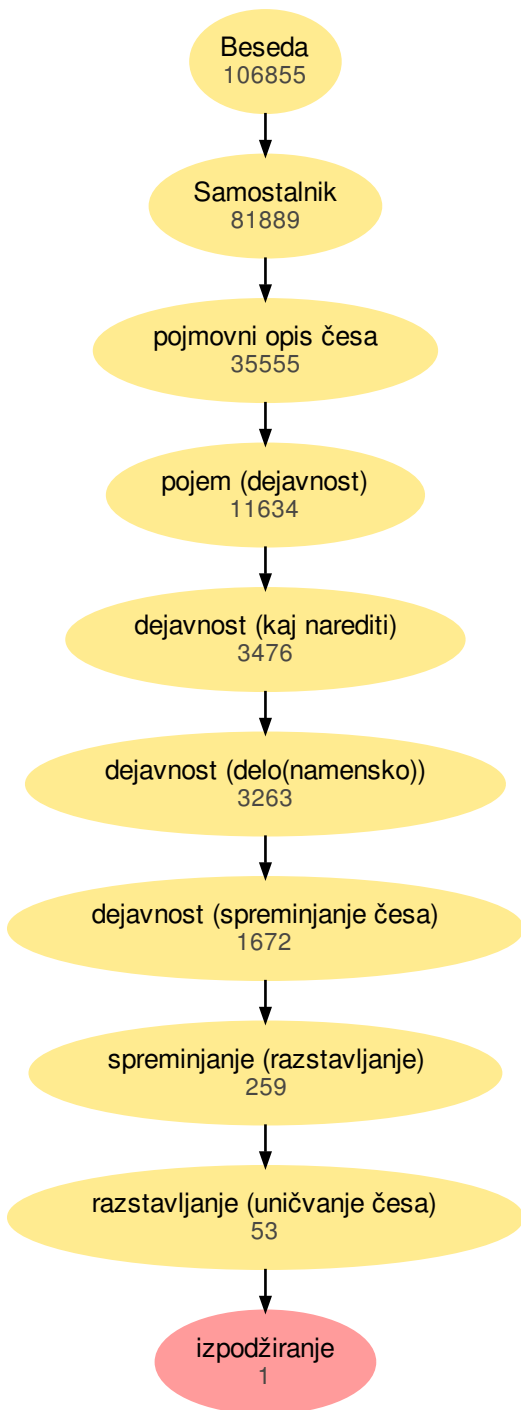 Beseda
106855
Samostalnik
81889
pojmovni opis česa
35555
pojem (dejavnost)
11634
dejavnost (kaj narediti)
3476
dejavnost (delo(namensko))
3263
dejavnost (spreminjanje česa)
1672
spreminjanje (razstavljanje)
259
razstavljanje (uničvanje česa)
53
izpodžiranje
1